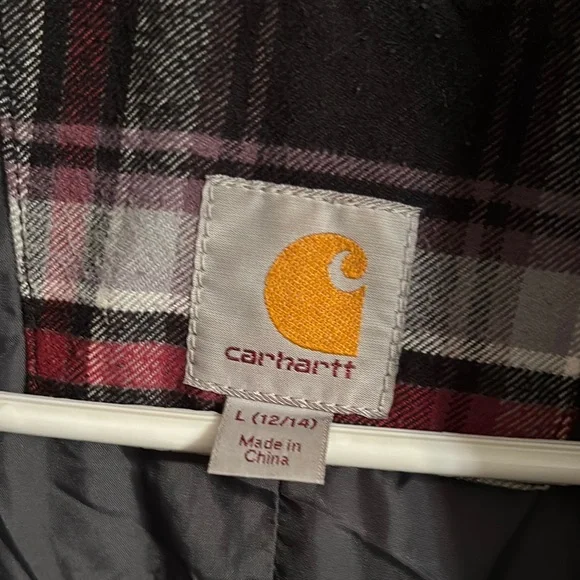 carhartt
L (12/14)
Made in
China